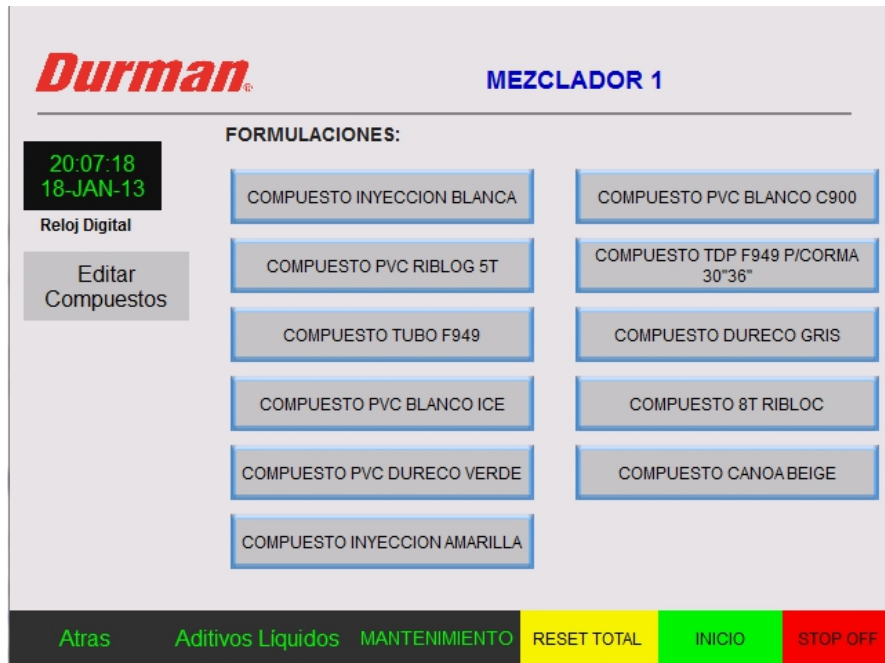 Durman®
MEZCLADOR 1
FORMULACIONES:
20:07:18
18-JAN-13
Reloj Digital
Editar
Compuestos
COMPUESTO INYECCION BLANCA
COMPUESTO PVC BLANCO C900
COMPUESTO PVC RIBLOG 5T
COMPUESTO TDP F949 P/CORMA
30"36"
COMPUESTO TUBO F949
COMPUESTO DURECO GRIS
COMPUESTO PVC BLANCO ICE
COMPUESTO 8T RIBLOC
COMPUESTO PVC DURECO VERDE
COMPUESTO CANOA BEIGE
COMPUESTO INYECCION AMARILLA
Atras
Aditivos Líquidos
MANTENIMIENTO
RESET TOTAL
INICIO
STOP OFF